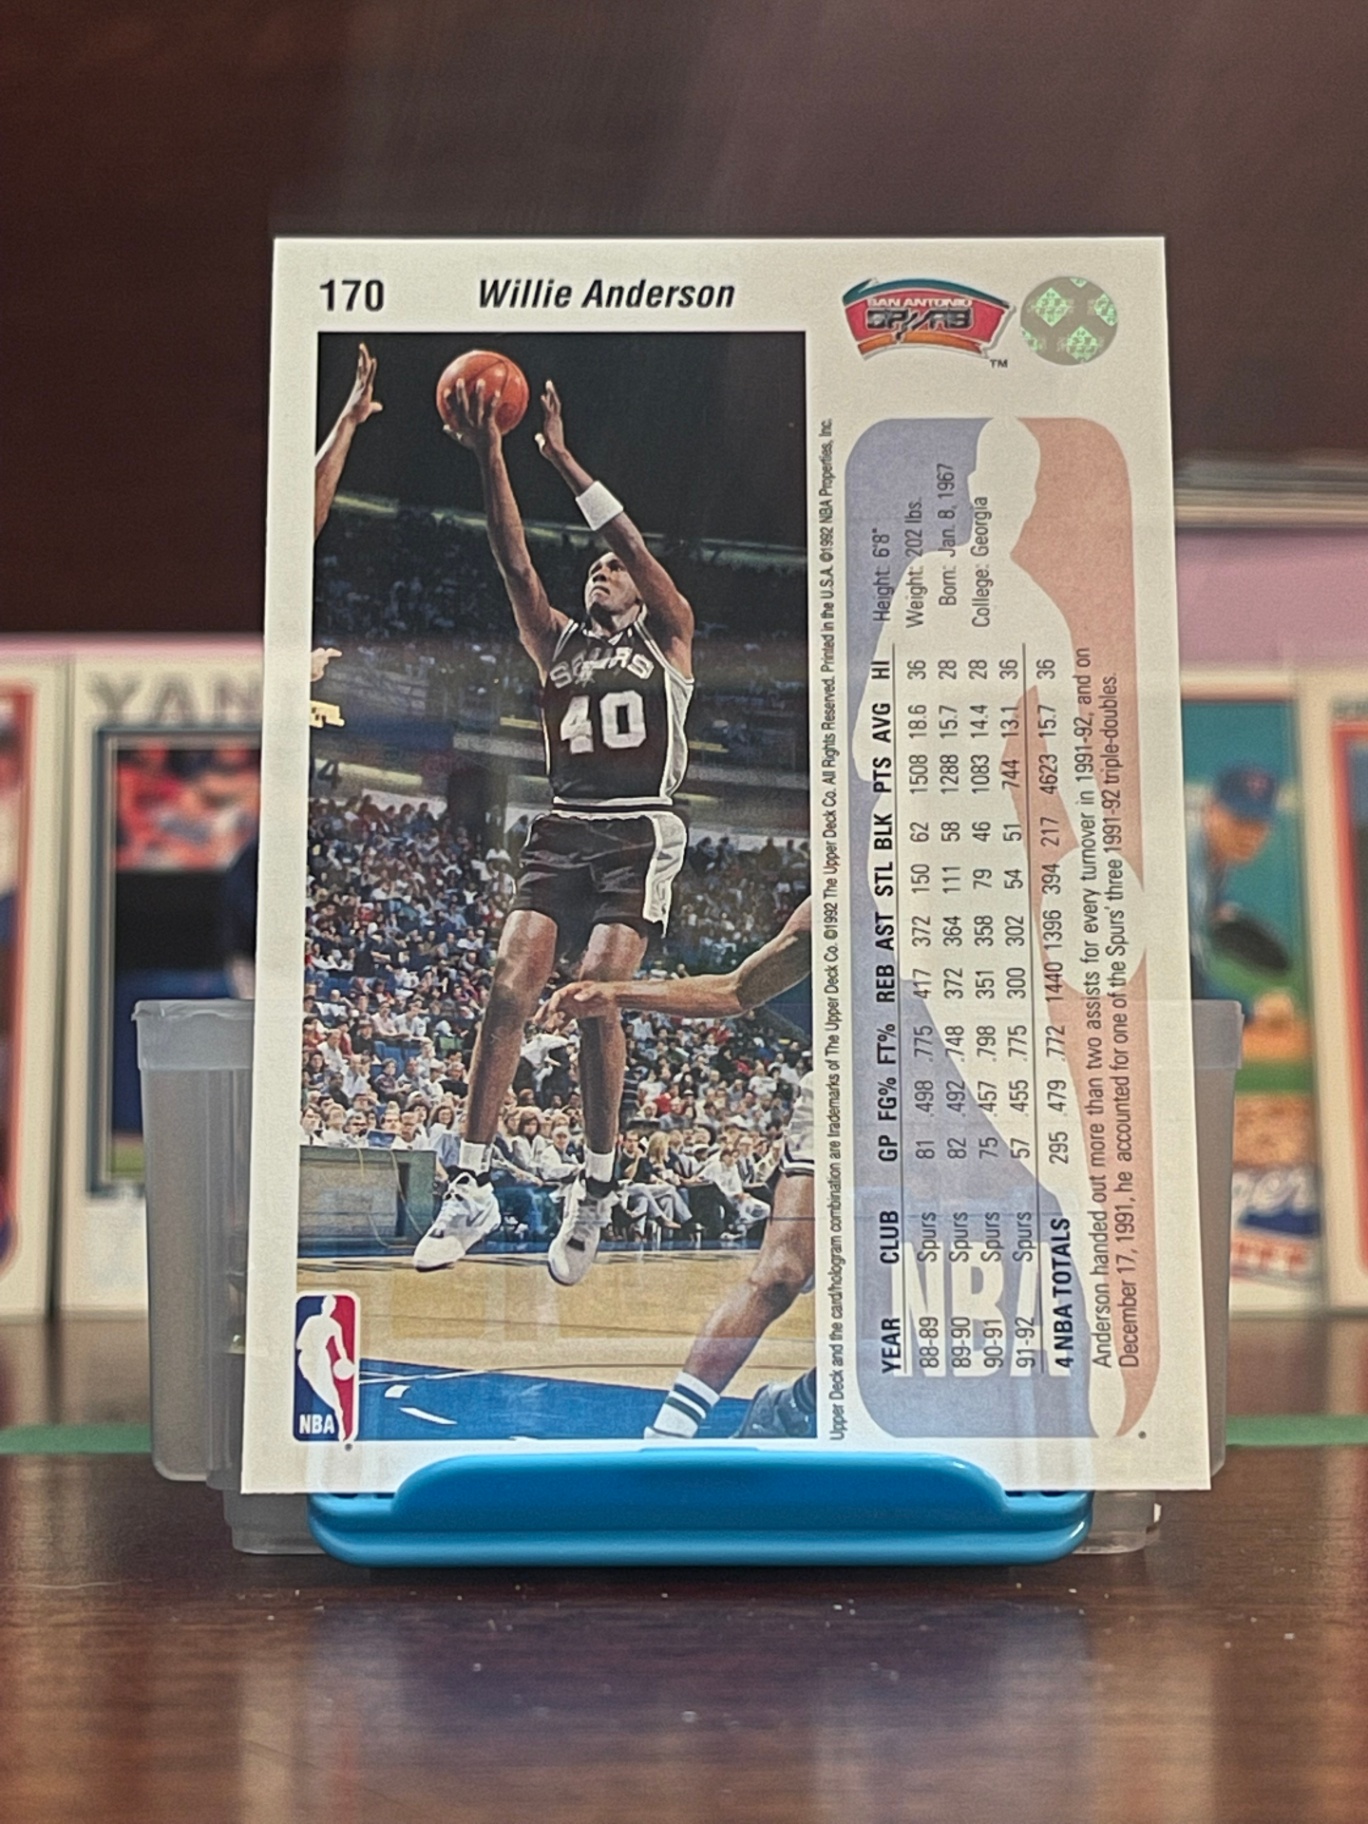 170
Willie Anderson
SAN ANTONIO
SPURS
TM
SPURS
40
NBA
®
Upper Deck and the card/hologram combination are trademarks of The Upper Deck Co. ©1992 The Upper Deck Co. All Rights Reserved. Printed in the U.S.A. ©1992 NBA Properties, Inc.
Height: 6'8"
Weight: 202 lbs.
Born: Jan. 8, 1967
College: Georgia
YEAR CLUB GP FG% FT% REB AST STL BLK PTS AVG HI
88-89 Spurs 81 .498 .775 417 372 150 62 1508 18.6 36
89-90 Spurs 82 .492 .748 372 364 111 58 1288 15.7 28
90-91 Spurs 75 .457 .798 351 358 79 46 1083 14.4 28
91-92 Spurs 57 .455 .775 300 302 54 51 744 13.1 36
4 NBA TOTALS 295 .479 .772 1440 1396 394 217 4623 15.7 36
Anderson handed out more than two assists for every turnover in 1991-92, and on
December 17, 1991, he accounted for one of the Spurs' three 1991-92 triple-doubles.
NBA
®
YAN